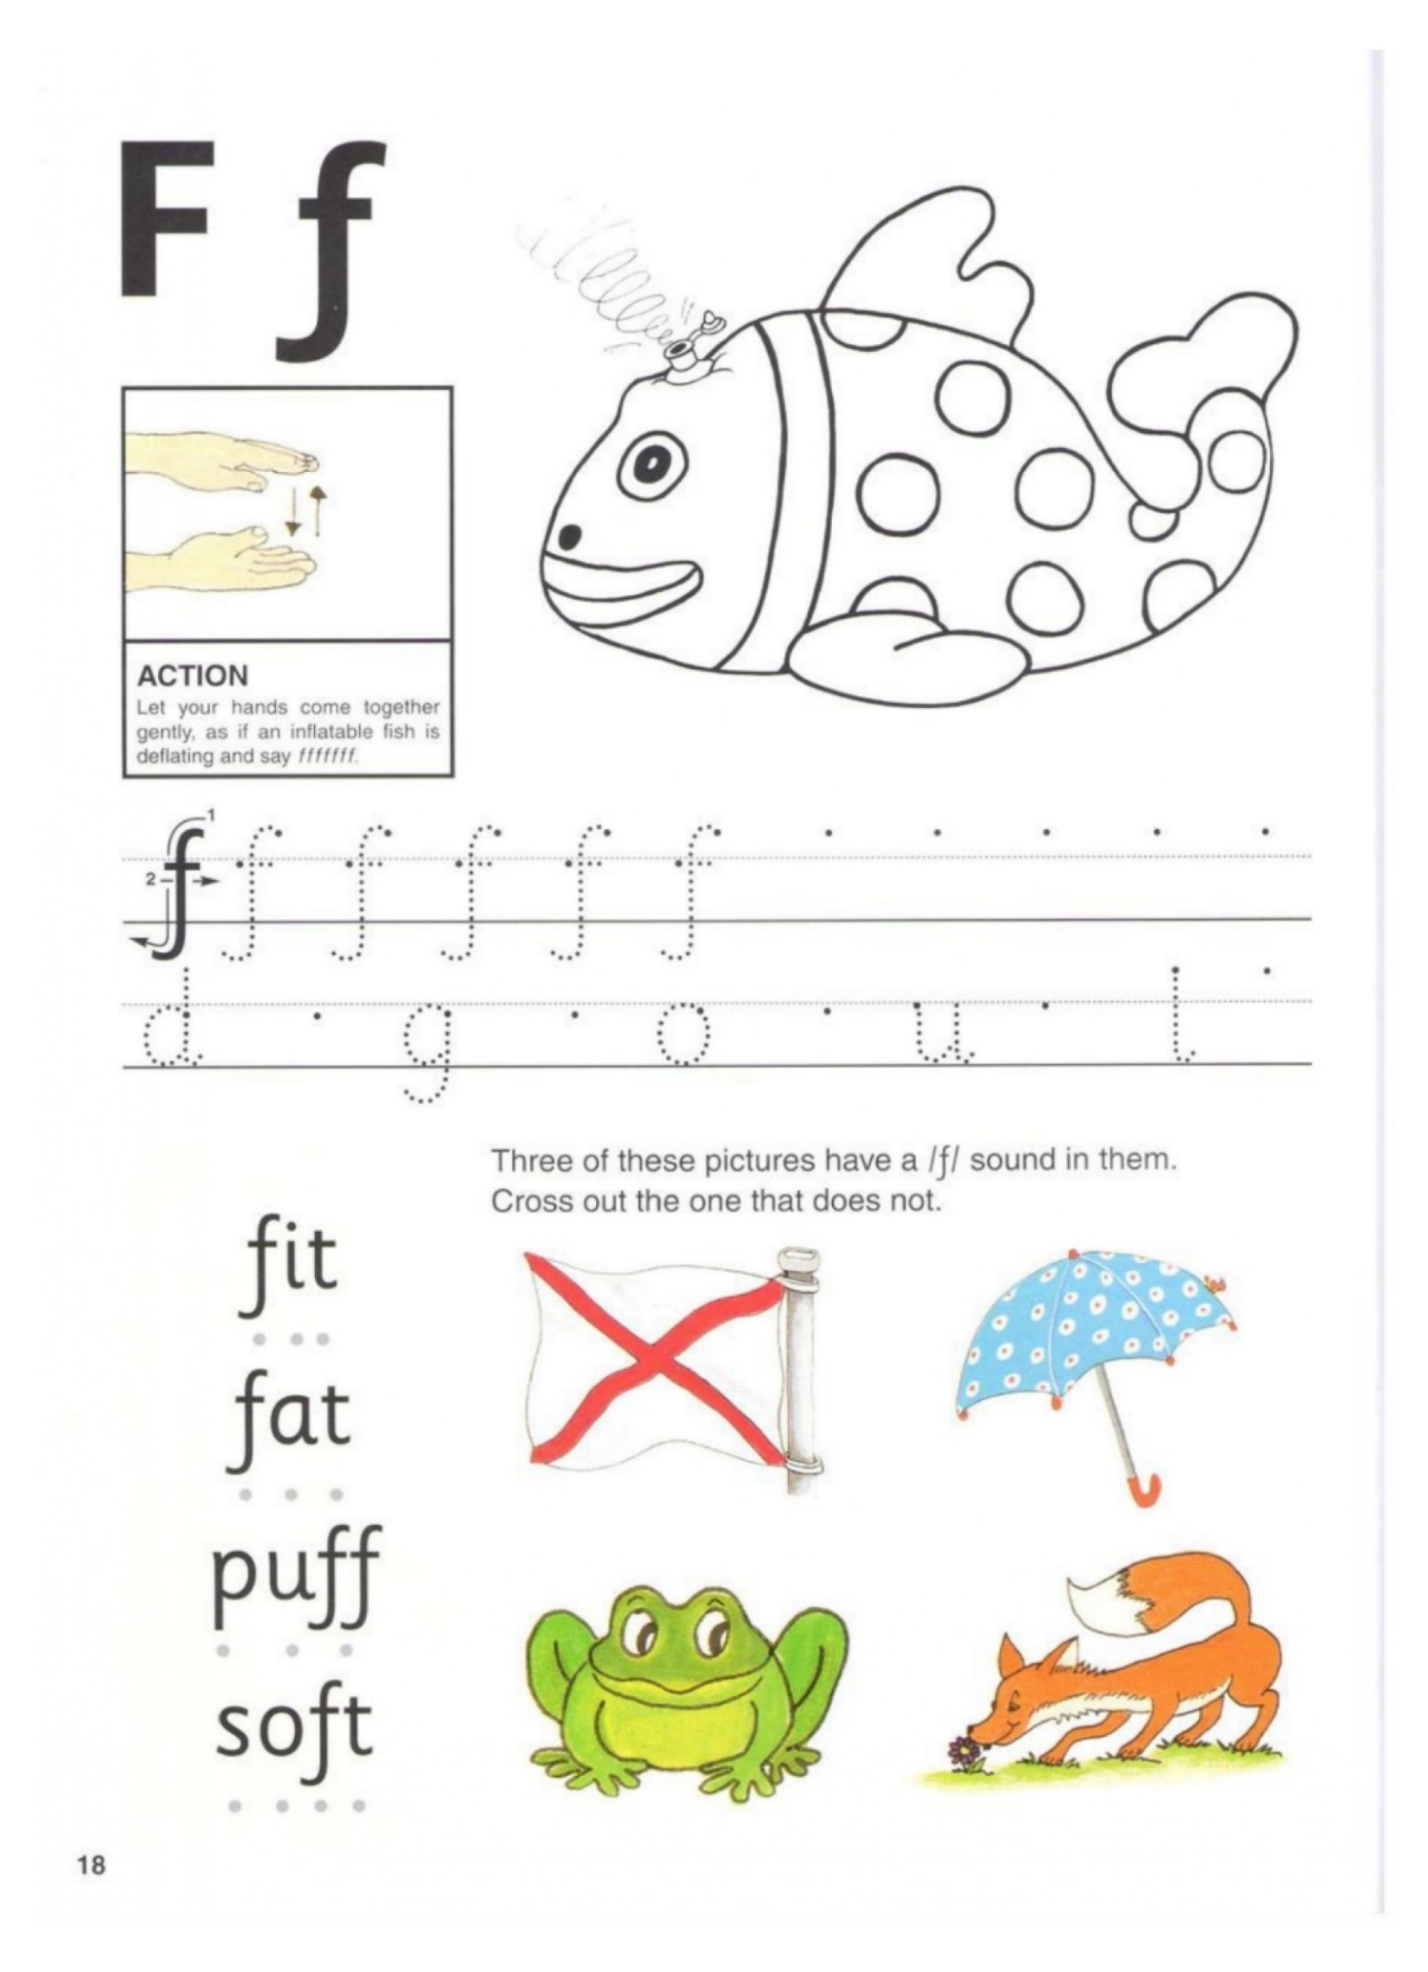 F f
ACTION
Let your hands come together
gently, as if an inflatable fish is
deflating and say fffffff.
1
2
f f f f f f
d g o u l
Three of these pictures have a /f/ sound in them.
Cross out the one that does not.
fit
fat
puff
soft
18